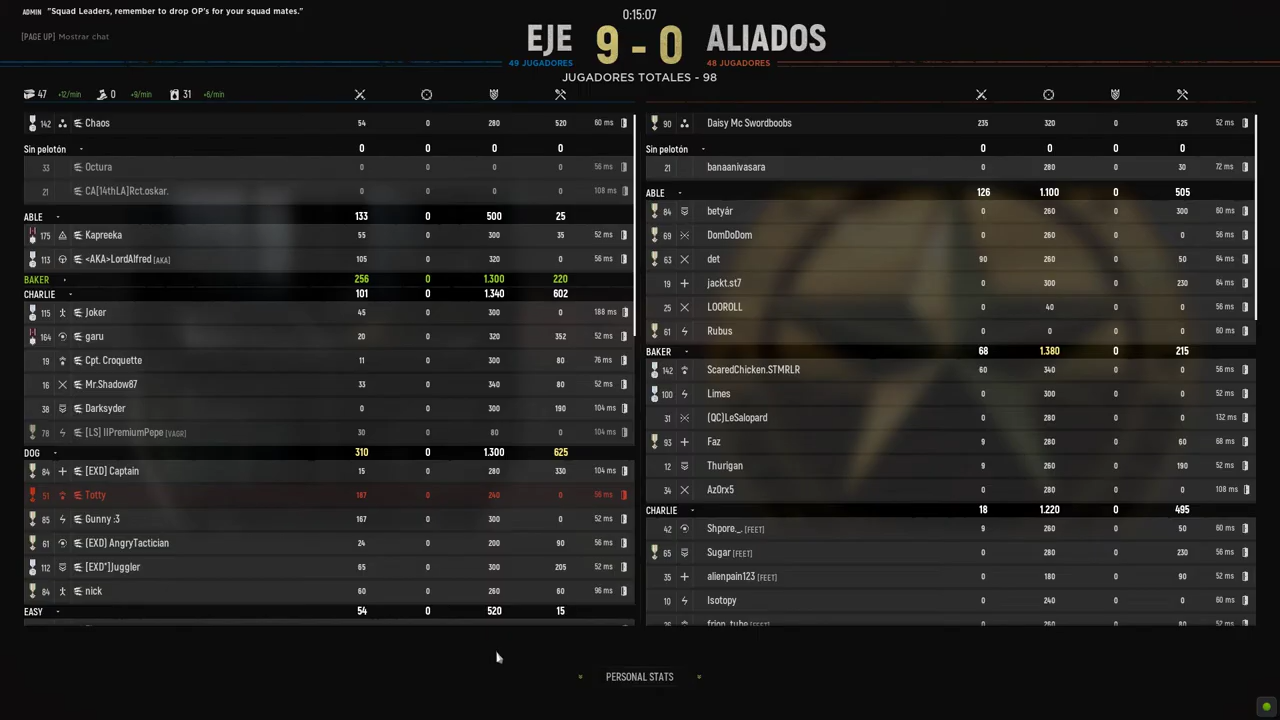 ADMIN "Squad Leaders, remember to drop OP's for your squad mates."
[PAGE UP] Mostrar chat
0:15:07
EJE 9 - 0 ALIADOS
49 JUGADORES 48 JUGADORES
JUGADORES TOTALES - 98
47 +12/min 0 +9/min 31 +6/min
142 Chaos 54 0 280 520 60 ms
Sin pelotón - 0 0 0 0
33 Octura 0 0 0 0 56 ms
21 CA[14thLA]Rct.oskar. 0 0 0 0 108 ms
ABLE - 133 0 500 25
175 Kapreeka 55 0 300 35 52 ms
113 <AKA>LordAlfred [AKA] 105 0 320 0 56 ms
BAKER 256 0 1.300 220
CHARLIE - 101 0 1.340 602
115 Joker 45 0 300 0 188 ms
164 garu 20 0 320 352 52 ms
19 Cpt. Croquette 11 0 300 80 76 ms
16 Mr.Shadow87 33 0 340 80 52 ms
38 Darksyder 0 0 300 190 104 ms
78 [LS] IIPremiumPepe [VAGR] 30 0 80 0 104 ms
DOG - 310 0 1.300 625
84 [EXD] Captain 15 0 280 330 104 ms
51 Totty 167 0 240 0 56 ms
65 Gunny :3 167 0 300 0 52 ms
61 [EXD] AngryTactician 24 0 200 90 56 ms
112 [EXD*]Juggler 65 0 300 205 52 ms
84 nick 60 0 260 60 96 ms
EASY - 54 0 520 15
90 Daisy Mc Swordboobs 235 320 0 525 52 ms
Sin pelotón - 0 0 0 0
21 banaanivasara 0 280 0 30 72 ms
ABLE - 126 1.100 0 505
84 betyár 0 260 0 300 60 ms
69 DomDoDom 0 260 0 0 56 ms
63 det 90 260 0 50 64 ms
19 jackt.st7 0 300 0 230 64 ms
25 LOOROLL 0 40 0 0 56 ms
61 Rubus 0 0 0 0 60 ms
BAKER - 68 1.380 0 215
142 ScaredChicken.STMRLR 60 340 0 0 56 ms
100 Limes 0 300 0 0 52 ms
31 (QC)LeSalopard 0 280 0 0 132 ms
93 Faz 9 280 0 60 68 ms
12 Thurigan 9 260 0 190 52 ms
34 Az0rx5 0 280 0 0 108 ms
CHARLIE - 18 1.220 0 495
42 Shpore._. [FEET] 9 260 0 50 60 ms
65 Sugar [FEET] 0 280 0 230 56 ms
35 alienpain123 [FEET] 0 180 0 90 52 ms
10 Isotopy 0 240 0 0 60 ms
frion_tube [FEET] 0 260 0 80 52 ms
PERSONAL STATS